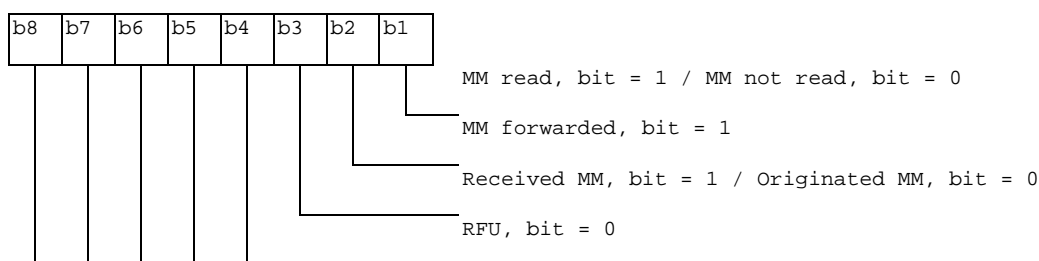 b8 b7 b6 b5 b4 b3 b2 b1
MM read, bit = 1 / MM not read, bit = 0
MM forwarded, bit = 1
Received MM, bit = 1 / Originated MM, bit = 0
RFU, bit = 0